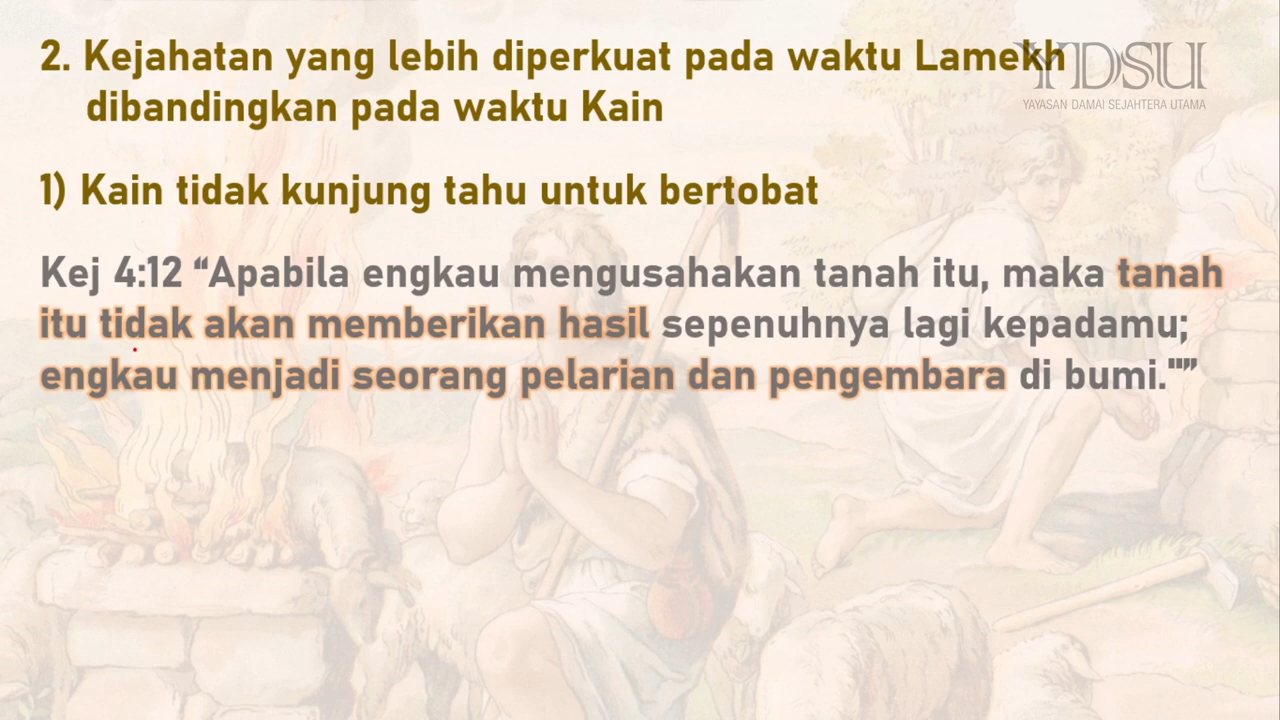 2. Kejahatan yang lebih diperkuat pada waktu Lamekh
dibandingkan pada waktu Kain
YDSU
YAYASAN DAMAI SEJAHTERA UTAMA
1) Kain tidak kunjung tahu untuk bertobat
Kej 4:12 “Apabila engkau mengusahakan tanah itu, maka tanah
itu tidak akan memberikan hasil sepenuhnya lagi kepadamu;
engkau menjadi seorang pelarian dan pengembara di bumi."”